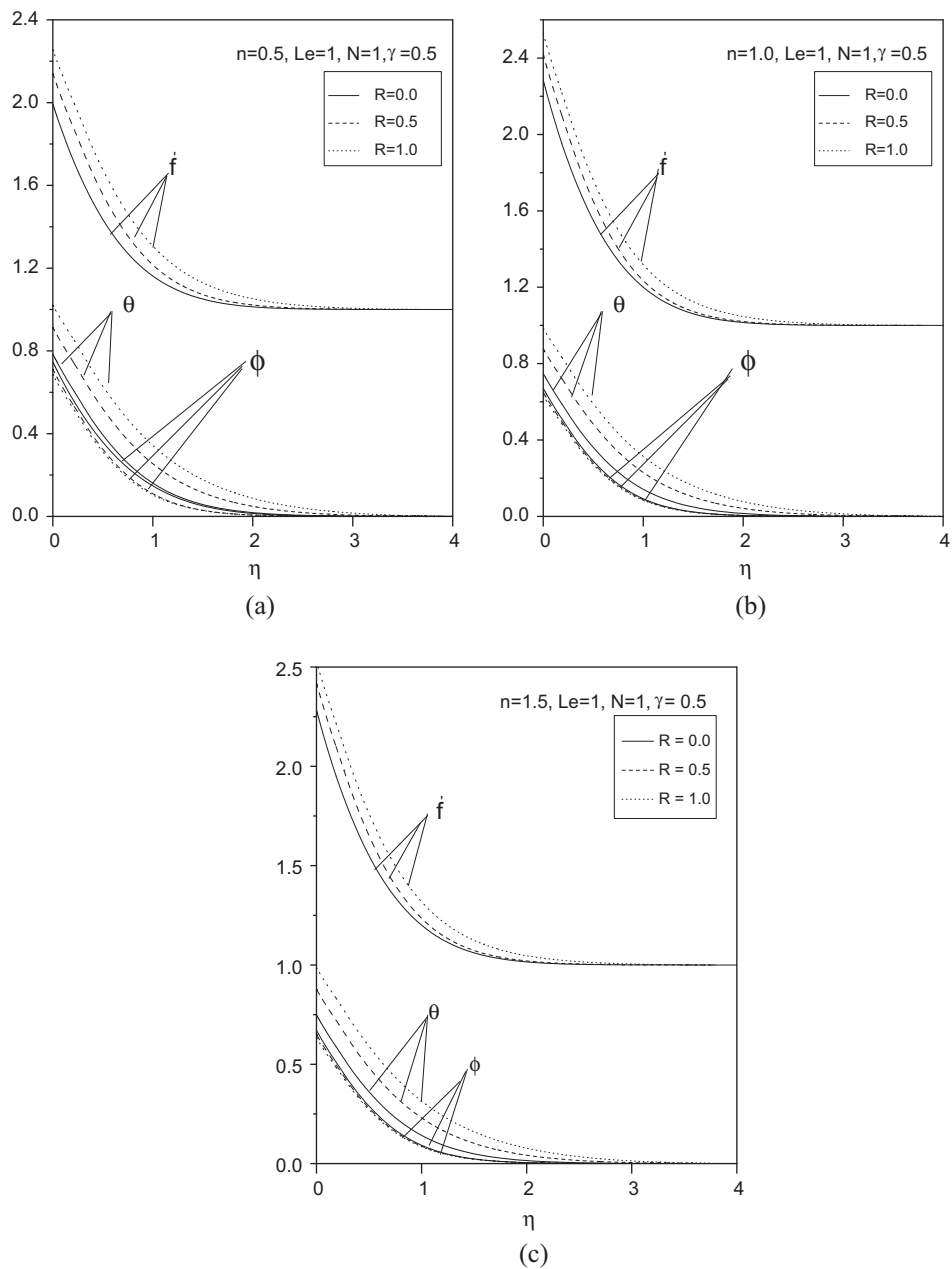 2.4
2.0
1.6
1.2
0.8
0.4
0.0
n=0.5, Le=1, N=1,γ=0.5
R=0.0
R=0.5
R=1.0
ḟ
θ
ϕ
0 1 2 3 4
η
(a)
2.4
2.0
1.6
1.2
0.8
0.4
0.0
n=1.0, Le=1, N=1,γ=0.5
R=0.0
R=0.5
R=1.0
ḟ
θ
ϕ
0 1 2 3 4
η
(b)
2.5
2.0
1.5
1.0
0.5
0.0
n=1.5, Le=1, N=1, γ= 0.5
R = 0.0
R = 0.5
R = 1.0
ḟ
θ
ϕ
0 1 2 3 4
η
(c)